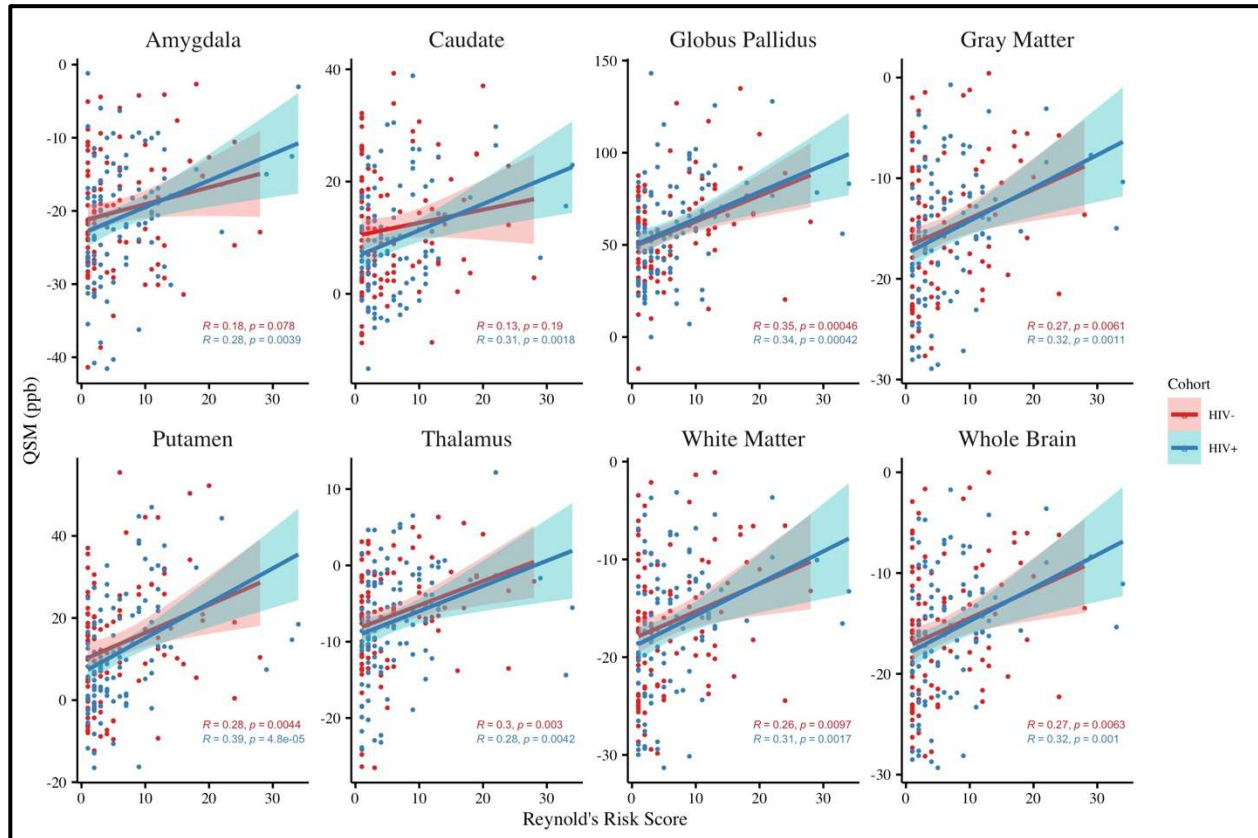 Amygdala
Caudate
Globus Pallidus
Gray Matter
0
-10
-20
-30
-40
40
20
0
150
100
50
0
0
-10
-20
-30
R = 0.18, p = 0.078
R = 0.28, p = 0.0039
R = 0.13, p = 0.19
R = 0.31, p = 0.0018
R = 0.35, p = 0.00046
R = 0.34, p = 0.00042
R = 0.27, p = 0.0061
R = 0.32, p = 0.0011
0 10 20 30
0 10 20 30
0 10 20 30
0 10 20 30
QSM (ppb)
Cohort
HIV-
HIV+
Putamen
Thalamus
White Matter
Whole Brain
40
20
0
-20
10
0
-10
-20
0
-10
-20
-30
0
-10
-20
-30
R = 0.28, p = 0.0044
R = 0.39, p = 4.8e-05
R = 0.3, p = 0.003
R = 0.28, p = 0.0042
R = 0.26, p = 0.0097
R = 0.31, p = 0.0017
R = 0.27, p = 0.0063
R = 0.32, p = 0.001
0 10 20 30
0 10 20 30
0 10 20 30
0 10 20 30
Reynold's Risk Score